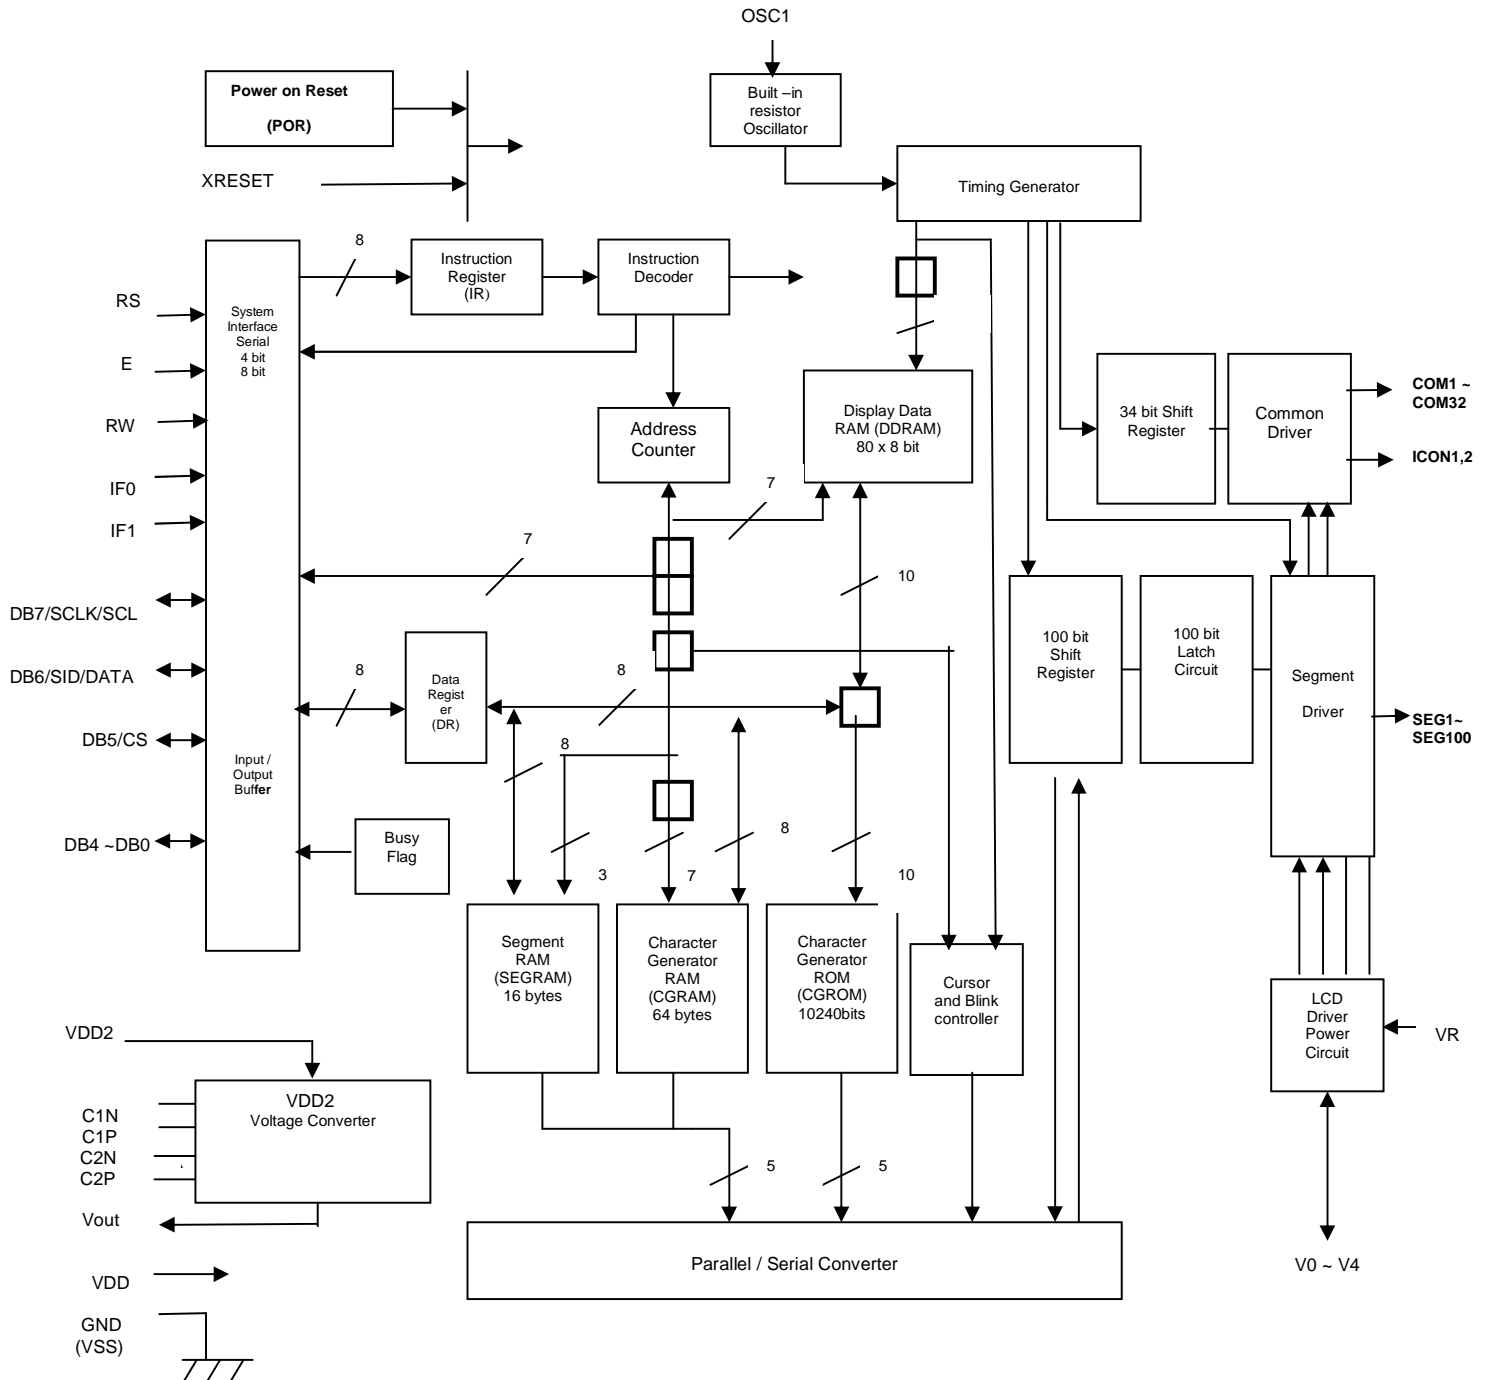 OSC1
Power on Reset
(POR)
Built –in
resistor
Oscillator
XRESET
Timing Generator
8
Instruction
Register
(IR)
Instruction
Decoder
RS
E
RW
IF0
IF1
DB7/SCLK/SCL
DB6/SID/DATA
DB5/CS
DB4 ~DB0
System
Interface
Serial
4 bit
8 bit
Input /
Output
Buffer
Address
Counter
Display Data
RAM (DDRAM)
80 x 8 bit
34 bit Shift
Register
Common
Driver
COM1 ~
COM32
ICON1,2
7
7
10
100 bit
Shift
Register
100 bit
Latch
Circuit
Segment
Driver
SEG1~
SEG100
8
Data
Regist
er
(DR)
8
8
Busy
Flag
8
3
7
10
Segment
RAM
(SEGRAM)
16 bytes
Character
Generator
RAM
(CGRAM)
64 bytes
Character
Generator
ROM
(CGROM)
10240bits
Cursor
and Blink
controller
LCD
Driver
Power
Circuit
VR
VDD2
VDD2
Voltage Converter
C1N
C1P
C2N
C2P
Vout
5
5
Parallel / Serial Converter
V0 ~ V4
VDD
GND
(VSS)